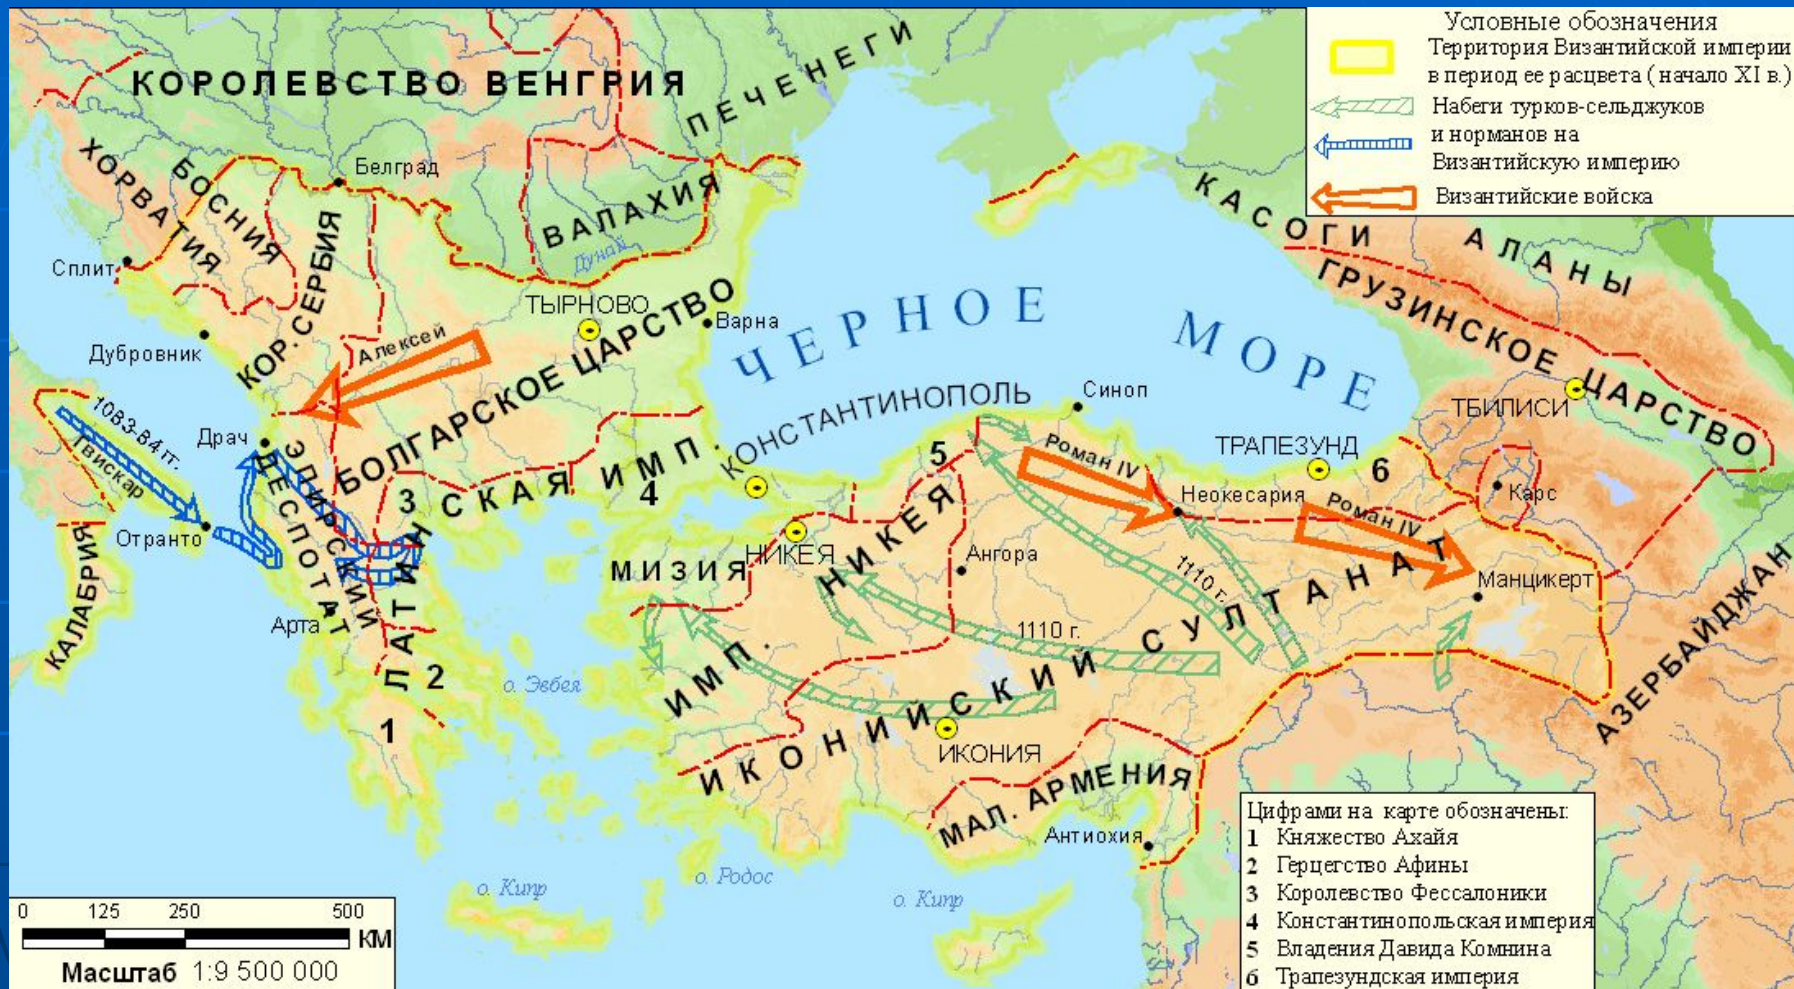 Условные обозначения
Территория Византийской империи
в период ее расцвета ( начало XI в.)
Набеги турков-сельджуков
и норманов на
Византийскую империю
Византийские войска
КОРОЛЕВСТВО ВЕНГРИЯ
ПЕЧЕНЕГИ
ХОРВАТИЯ
БОСНИЯ
Белград
КОР.СЕРБИЯ
ВАЛАХИЯ
Дунай
КАСОГИ
АЛАНЫ
ГРУЗИНСКОЕ ЦАРСТВО
Сплит
ТЫРНОВО
Варна
ЧЕРНОЕ МОРЕ
Дубровник
Алексей
БОЛГАРСКОЕ ЦАРСТВО
КОНСТАНТИНОПОЛЬ
Синоп
ТБИЛИСИ
1083-84 гг.
Гвискар
Драч
ЭПИРСКИЙ
ДЕСПОТАТ
ЛАТИНСКАЯ ИМП.
3
4
5
Роман IV
ТРАПЕЗУНД
6
Неокесария
Роман IV
Карс
Отранто
КАЛАБРИЯ
НИКЕЯ
МИЗИЯ
ИМП. НИКЕЯ
Ангора
1110 г.
1110 г.
Манцикерт
АЗЕРБАЙДЖАН
Арта
2
1
о. Эвбея
ИКОНИЙСКИЙ СУЛТАНАТ
ИКОНИЯ
МАЛ. АРМЕНИЯ
Антиохия
о. Кипр
о. Родос
о. Кипр
0 125 250 500
КМ
Масштаб 1:9 500 000
Цифрами на карте обозначены:
1 Княжество Ахайя
2 Герцегство Афины
3 Королевство Фессалоники
4 Константинопольская империя
5 Владения Давида Комнина
6 Трапезундская империя